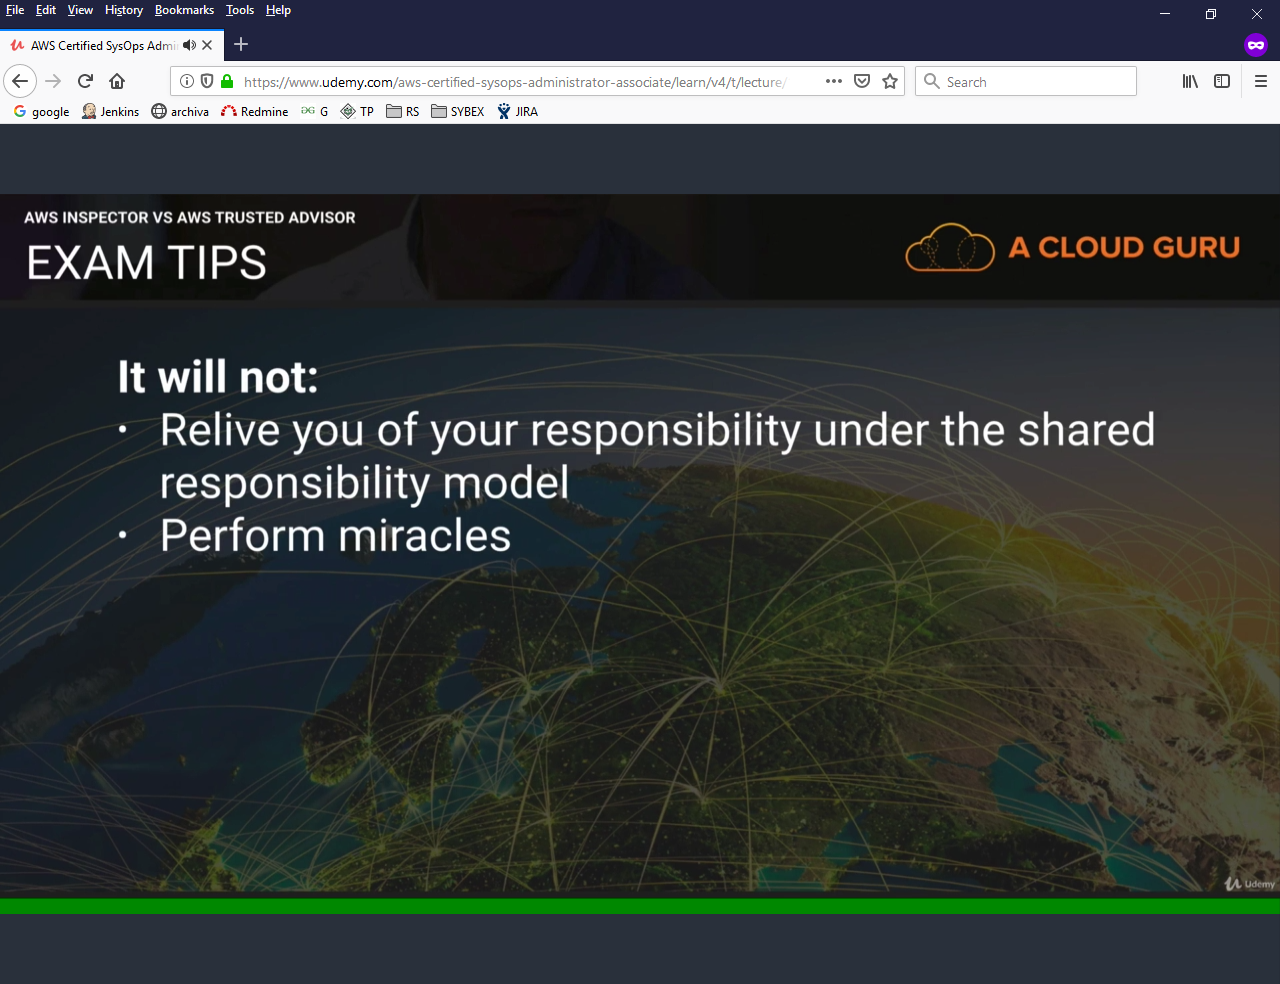 File Edit View History Bookmarks Tools Help
AWS Certified SysOps Admi
https://www.udemy.com/aws-certified-sysops-administrator-associate/learn/v4/t/lecture/
Search
google Jenkins archiva Redmine G TP RS SYBEX JIRA
AWS INSPECTOR VS AWS TRUSTED ADVISOR
EXAM TIPS
A CLOUD GURU
It will not:
• Relive you of your responsibility under the shared
responsibility model
• Perform miracles
Udemy